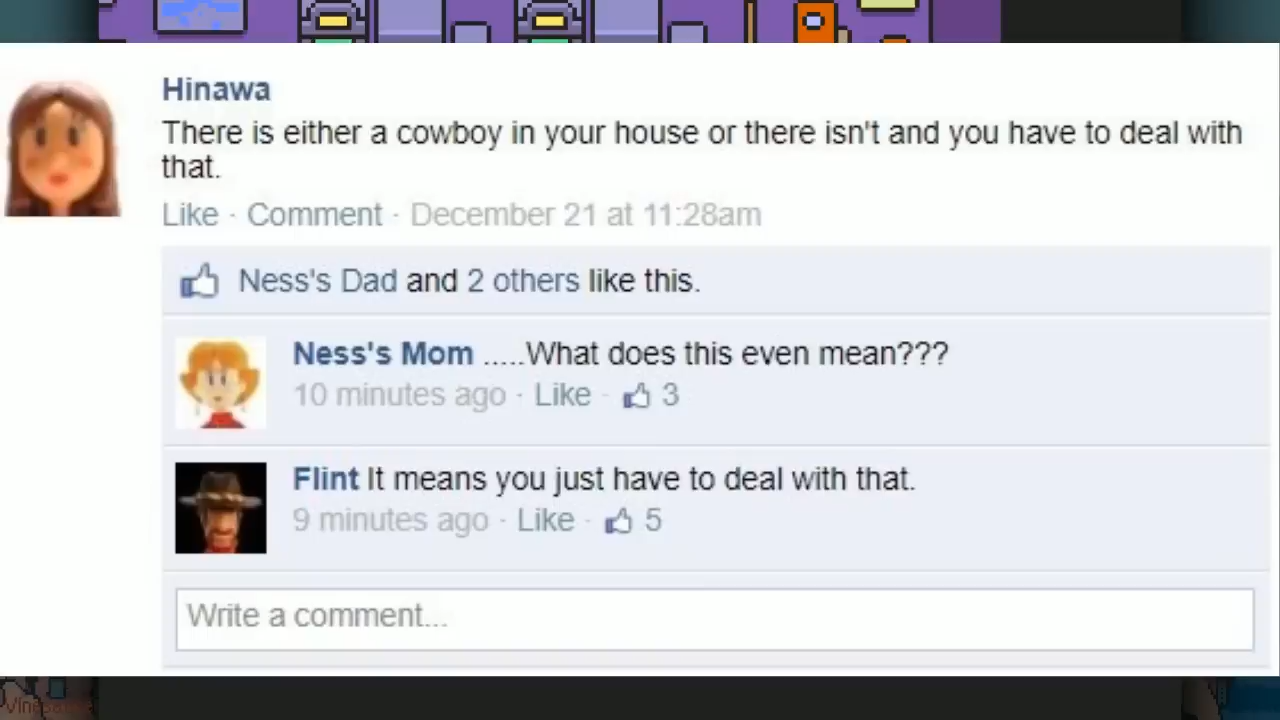 Hinawa
There is either a cowboy in your house or there isn't and you have to deal with
that.
Like · Comment · December 21 at 11:28am
Ness's Dad and 2 others like this.
Ness's Mom .....What does this even mean???
10 minutes ago · Like · 3
Flint It means you just have to deal with that.
9 minutes ago · Like · 5
Write a comment...